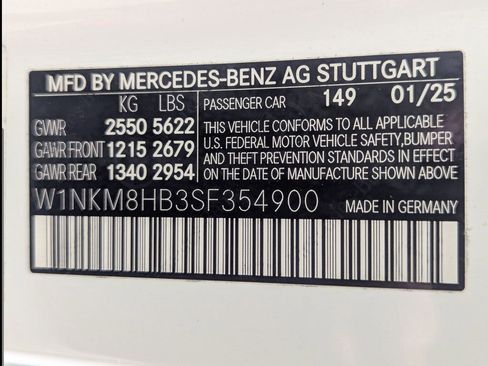 MFD BY MERCEDES-BENZ AG STUTTGART
KG LBS PASSENGER CAR 149 01/25
GVWR 2550 5622
GAWR FRONT 1215 2679
GAWR REAR 1340 2954
THIS VEHICLE CONFORMS TO ALL APPLICABLE
U.S. FEDERAL MOTOR VEHICLE SAFETY, BUMPER
AND THEFT PREVENTION STANDARDS IN EFFECT
ON THE DATE OF MANUFACTURE SHOWN ABOVE
W1NKM8HB3SF354900 MADE IN GERMANY